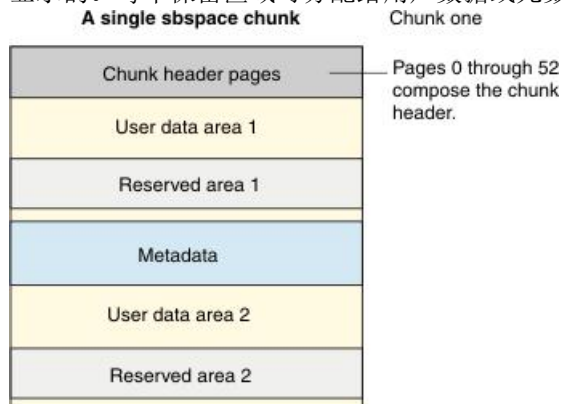 A single sbspace chunk
Chunk one
Chunk header pages
Pages 0 through 52
compose the chunk
header.
User data area 1
Reserved area 1
Metadata
User data area 2
Reserved area 2